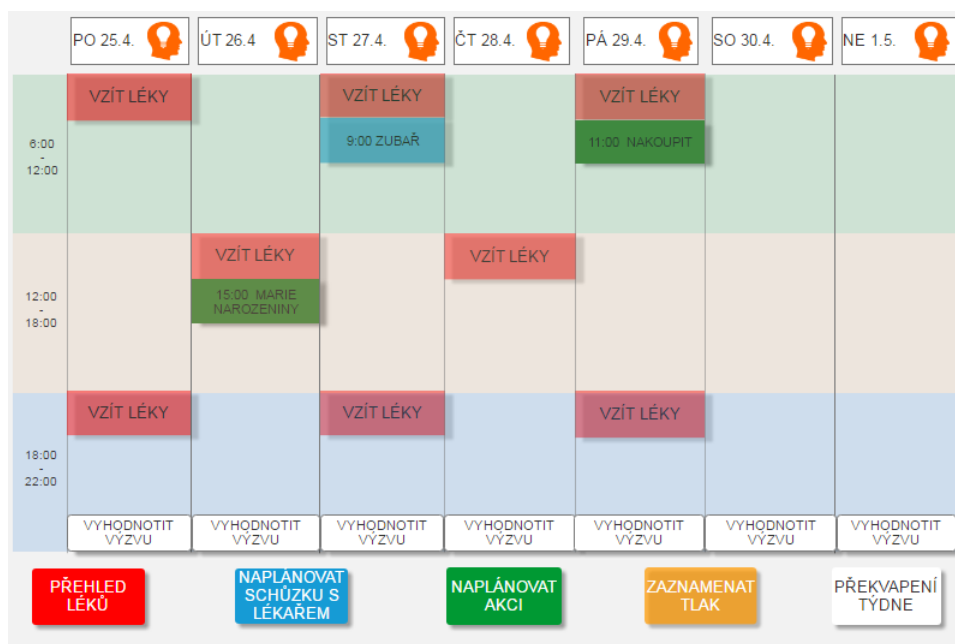 PO 25.4.
ÚT 26.4
ST 27.4.
ČT 28.4.
PÁ 29.4.
SO 30.4.
NE 1.5.
6:00
-
12:00
VZÍT LÉKY
VZÍT LÉKY
VZÍT LÉKY
9:00 ZUBAŘ
11:00 NAKOUPIT
12:00
-
18:00
VZÍT LÉKY
VZÍT LÉKY
15:00 MARIE
NAROZENINY
18:00
-
22:00
VZÍT LÉKY
VZÍT LÉKY
VZÍT LÉKY
VYHODNOTIT
VÝZVU
VYHODNOTIT
VÝZVU
VYHODNOTIT
VÝZVU
VYHODNOTIT
VÝZVU
VYHODNOTIT
VÝZVU
VYHODNOTIT
VÝZVU
VYHODNOTIT
VÝZVU
PŘEHLED
LÉKŮ
NAPLÁNOVAT
SCHŮZKU S
LÉKAŘEM
NAPLÁNOVAT
AKCI
ZAZNAMENAT
TLAK
PŘEKVAPENÍ
TÝDNE